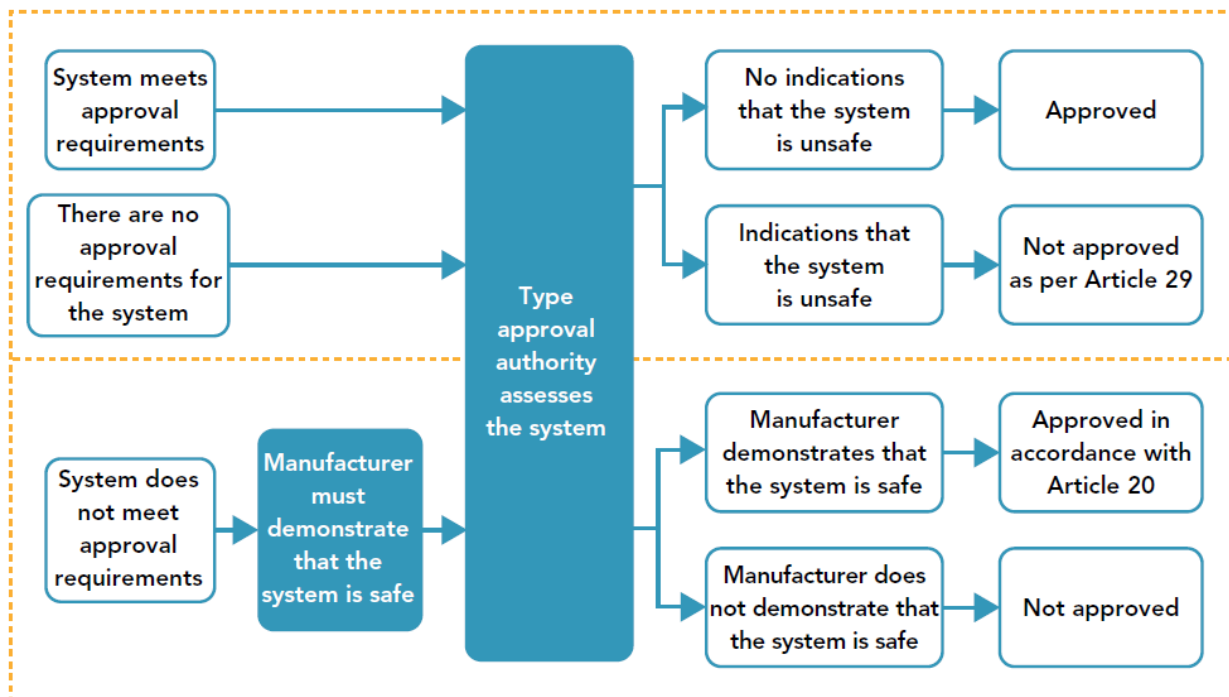 System meets
approval
requirements
There are no
approval
requirements for
the system
Type
approval
authority
assesses
the system
No indications
that the system
is unsafe
Approved
Indications that
the system
is unsafe
Not approved
as per Article 29
System does
not meet
approval
requirements
Manufacturer
must
demonstrate
that the
system is safe
Manufacturer
demonstrates that
the system is safe
Approved in
accordance with
Article 20
Manufacturer does
not demonstrate that
the system is safe
Not approved